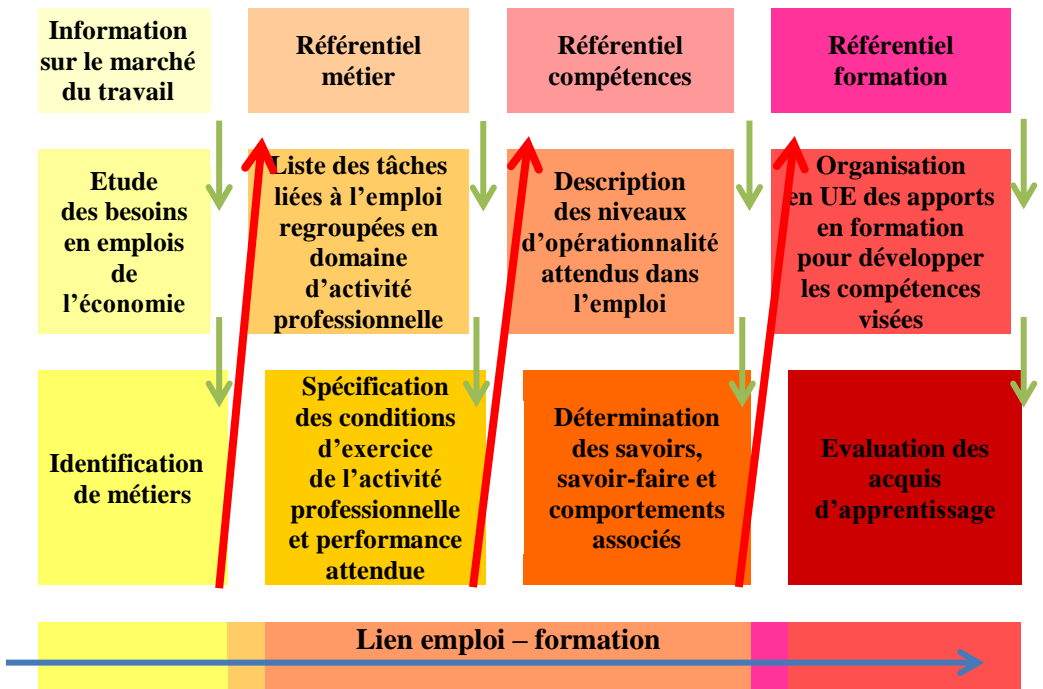 Information
sur le marché
du travail
Référentiel
métier
Référentiel
compétences
Référentiel
formation
Etude
des besoins
en emplois
de
l'économie
Liste des tâches
liées à l'emploi
regroupées en
domaine
d'activité
professionnelle
Description
des niveaux
d'opérationnalité
attendus dans
l'emploi
Organisation
en UE des apports
en formation
pour développer
les compétences
visées
Identification
de métiers
Spécification
des conditions
d'exercice
de l'activité
professionnelle
et performance
attendue
Détermination
des savoirs,
savoir-faire et
comportements
associés
Evaluation des
acquis
d'apprentissage
Lien emploi – formation